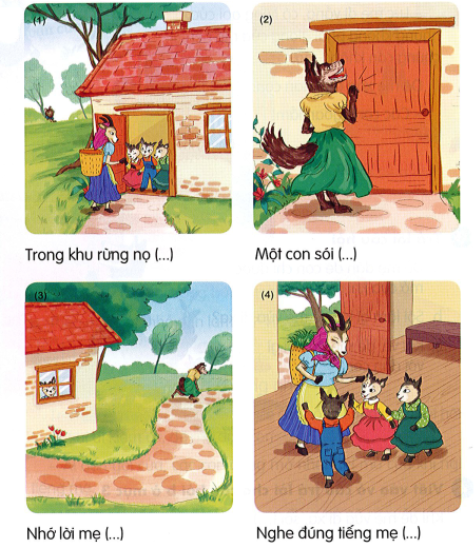 (1)
(2)
Trong khu rừng nọ (...)
Một con sói (...)
(3)
(4)
Nhớ lời mẹ (...)
Nghe đúng tiếng mẹ (...)